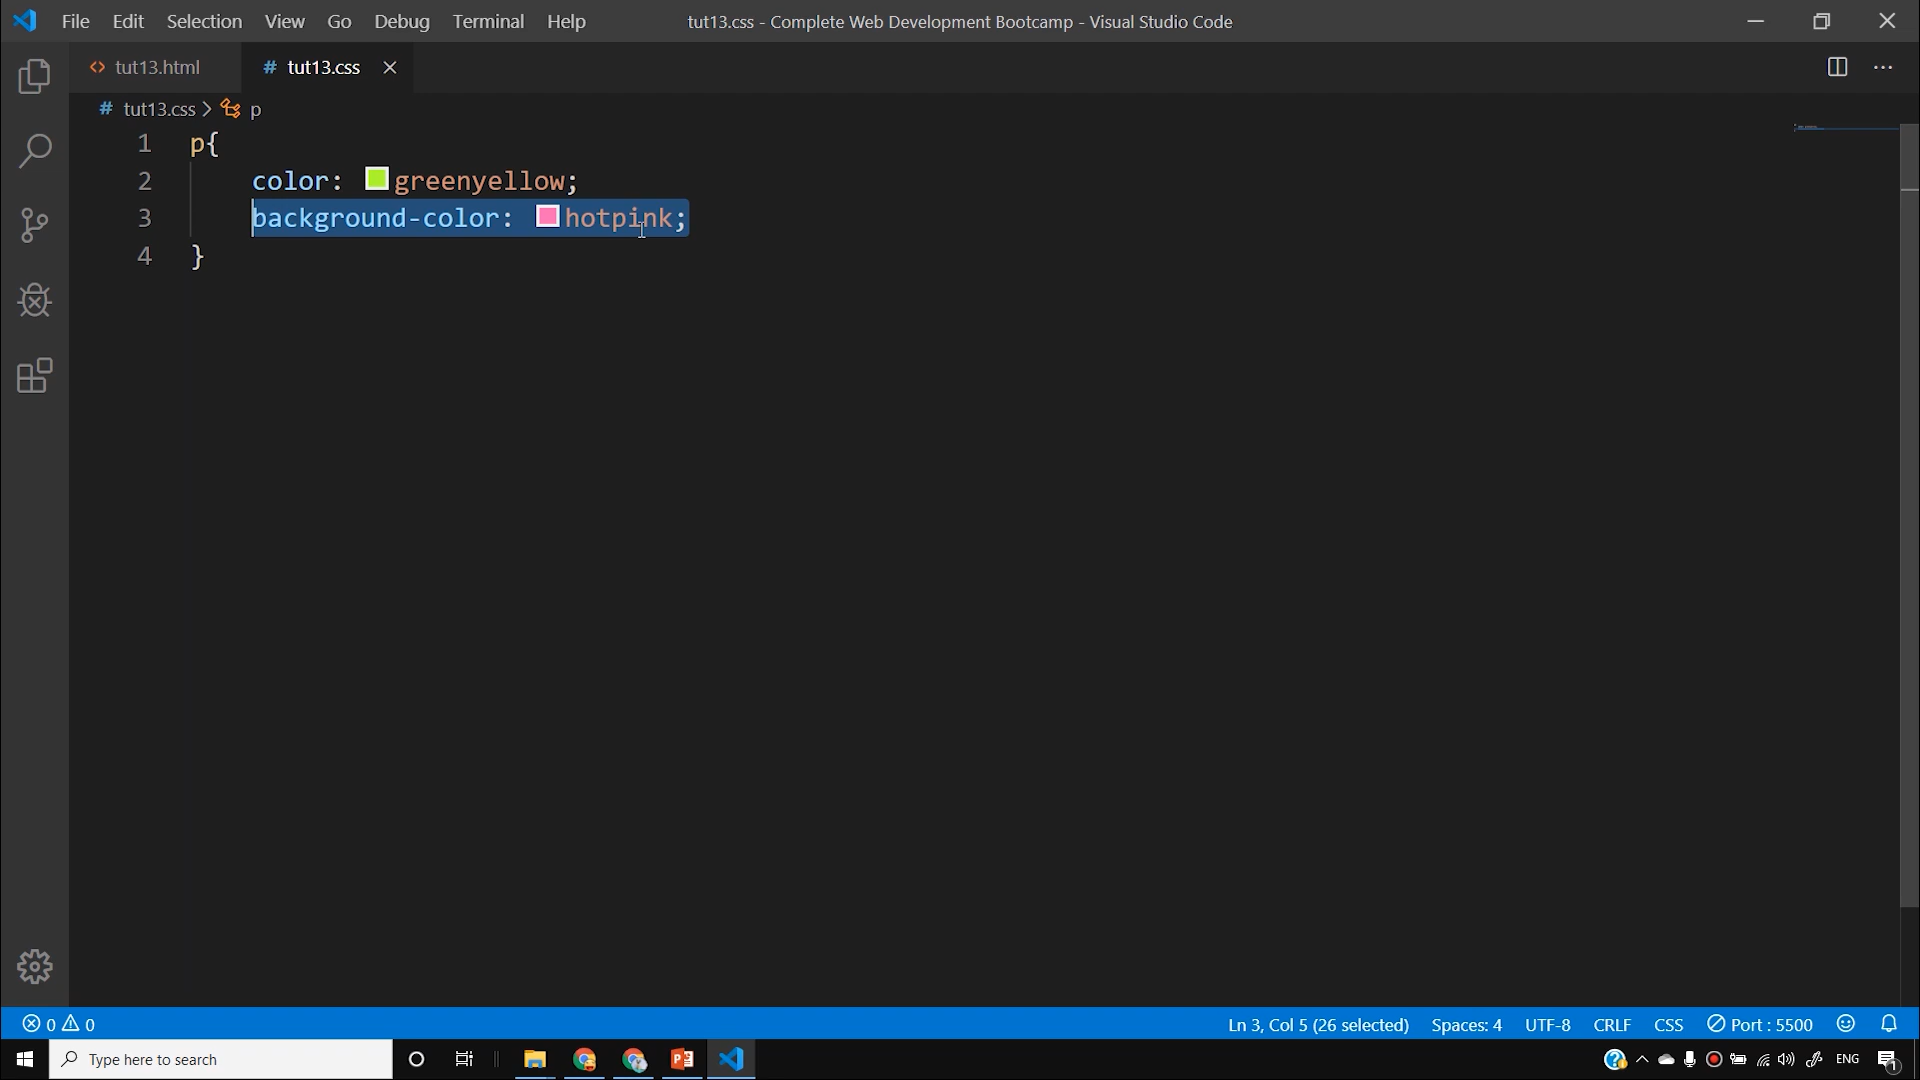 File Edit Selection View Go Debug Terminal Help tut13.css - Complete Web Development Bootcamp - Visual Studio Code
tut13.html # tut13.css
# tut13.css > p
1 p{
2 color: greenyellow;
3 background-color: hotpink;
4 }
0 0 Ln 3, Col 5 (26 selected) Spaces: 4 UTF-8 CRLF CSS Port : 5500
Type here to search ENG 1